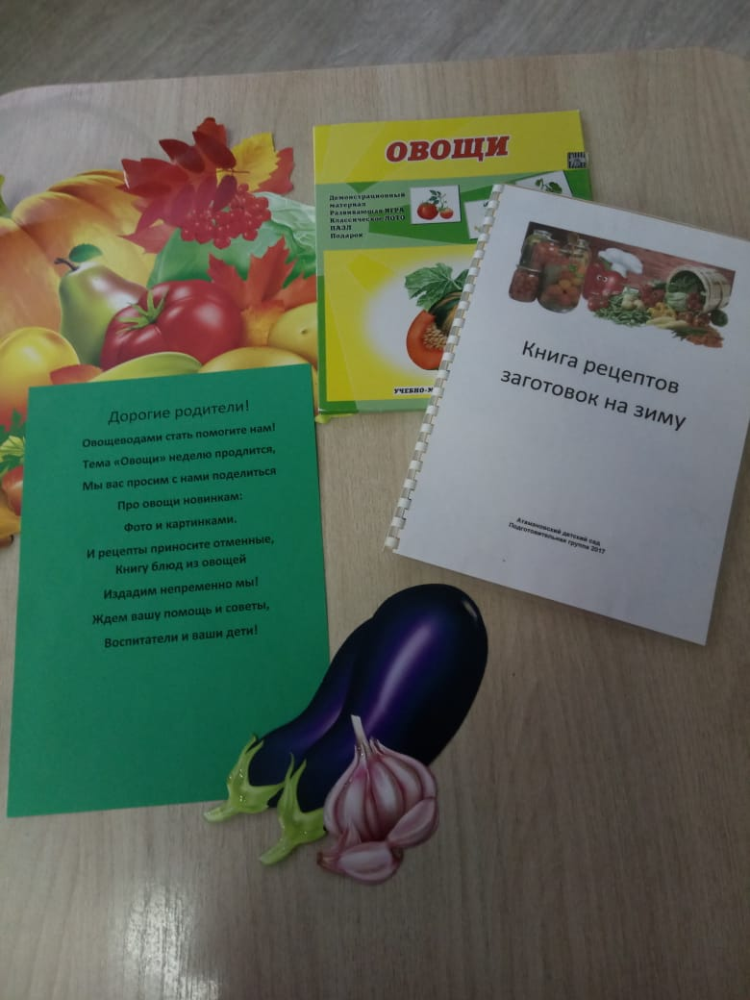 ОВОЩИ
Демонстрационный
материал
Развивающая ИГРА
Классическое ЛОТО
ПАЗЛ
Подарок
Книга рецептов
заготовок на зиму
Атамановский детский сад
Подготовительная группа 2017
Дорогие родители!
Овощеводами стать помогите нам!
Тема «Овощи» неделю продлится,
Мы вас просим с нами поделиться
Про овощи новинкам:
Фото и картинками.
И рецепты приносите отменные,
Книгу блюд из овощей
Издадим непременно мы!
Ждем вашу помощь и советы,
Воспитатели и ваши дети!